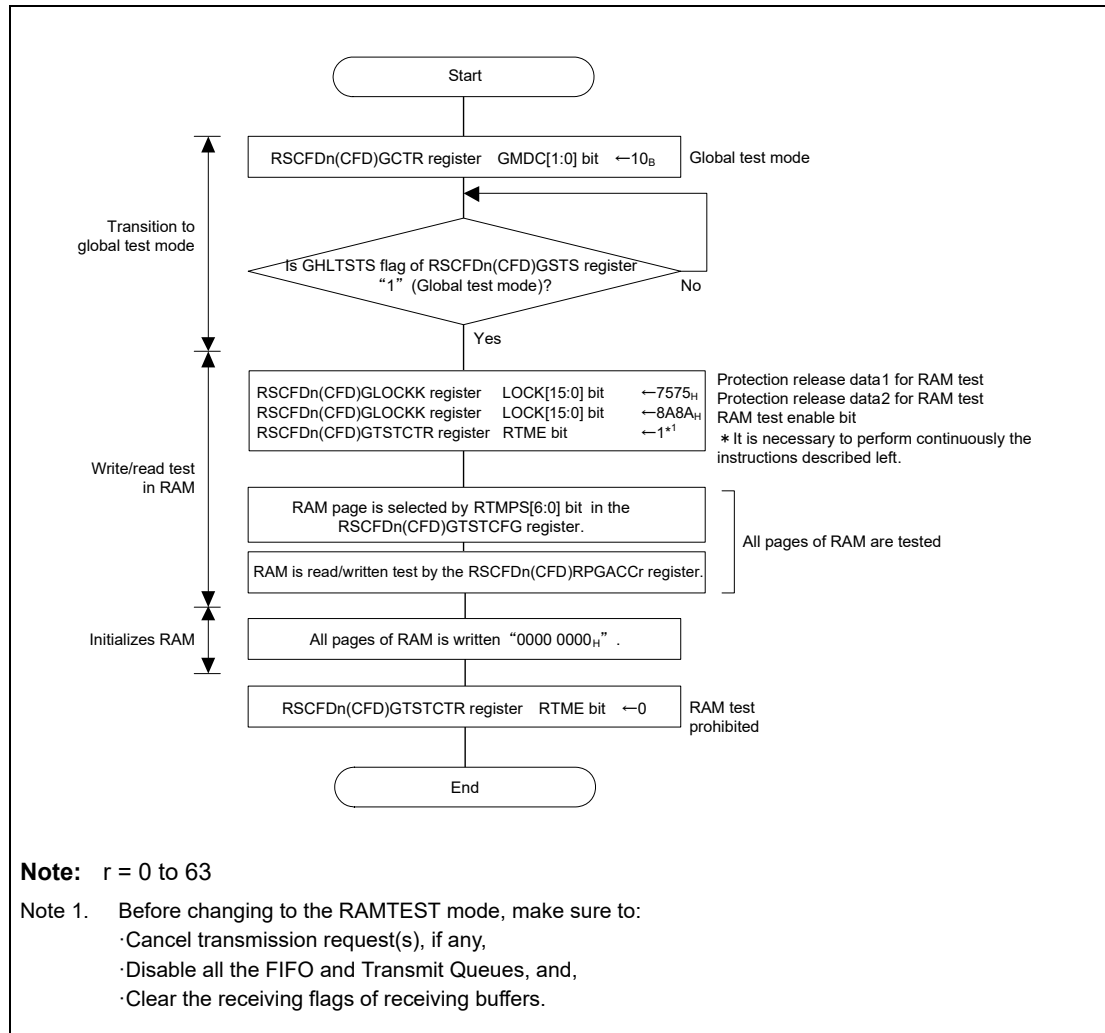 Start
RSCFDn(CFD)GCTR register GMDC[1:0] bit ←10B
Global test mode
Transition to
global test mode
Is GHLTSTS flag of RSCFDn(CFD)GSTS register
“1” (Global test mode)?
No
Yes
RSCFDn(CFD)GLOCKK register LOCK[15:0] bit ←7575H
RSCFDn(CFD)GLOCKK register LOCK[15:0] bit ←8A8AH
RSCFDn(CFD)GTSTCTR register RTME bit ←1*1
Protection release data1 for RAM test
Protection release data2 for RAM test
RAM test enable bit
* It is necessary to perform continuously the
instructions described left.
Write/read test
in RAM
RAM page is selected by RTMPS[6:0] bit in the
RSCFDn(CFD)GTSTCFG register.
All pages of RAM are tested
RAM is read/written test by the RSCFDn(CFD)RPGACCr register.
Initializes RAM
All pages of RAM is written “0000 0000H” .
RSCFDn(CFD)GTSTCTR register RTME bit ←0
RAM test
prohibited
End
Note: r = 0 to 63
Note 1. Before changing to the RAMTEST mode, make sure to:
·Cancel transmission request(s), if any,
·Disable all the FIFO and Transmit Queues, and,
·Clear the receiving flags of receiving buffers.